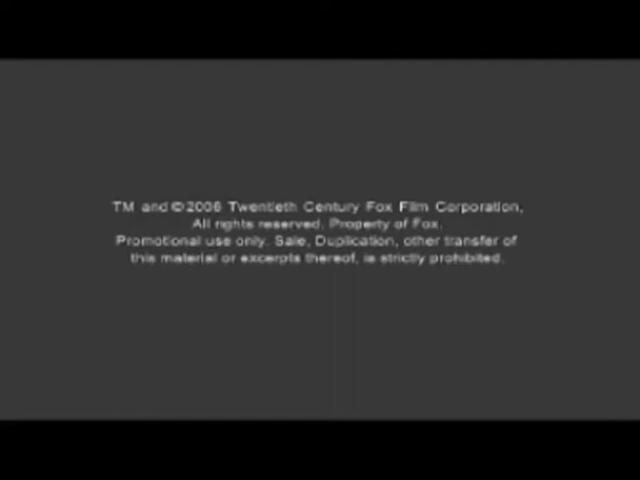 TM and © 2006 Twentieth Century Fox Film Corporation.
All rights reserved. Property of Fox.
Promotional use only. Sale, Duplication, other transfer of
this material or excerpts thereof, is strictly prohibited.